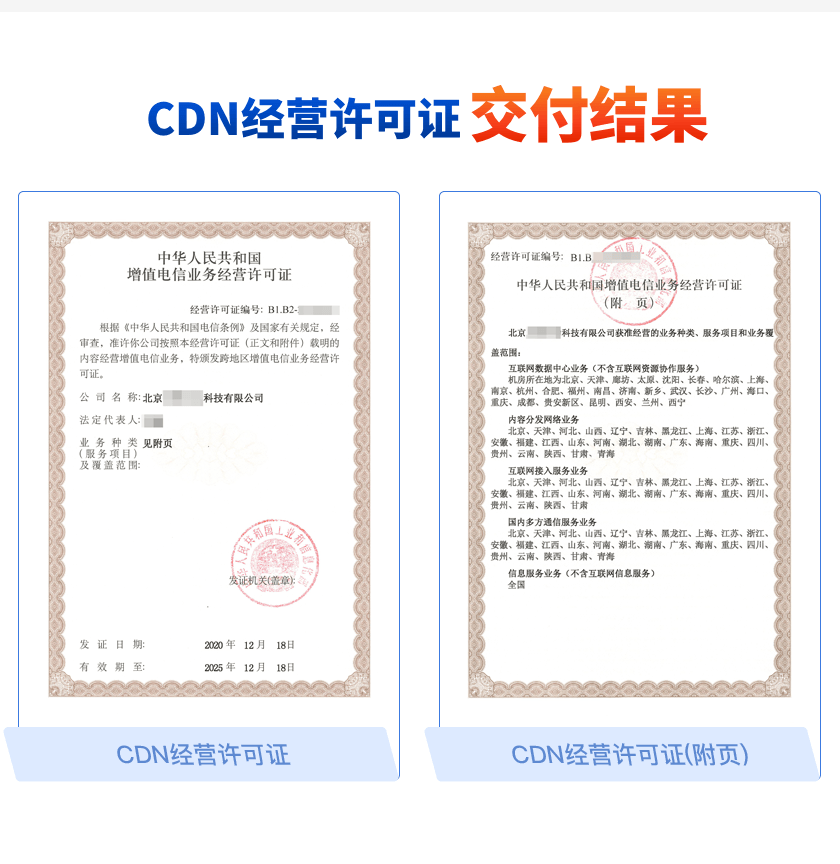 CDN经营许可证 交付结果
中华人民共和国
增值电信业务经营许可证
经营许可证编号: B1.B2-
根据《中华人民共和国电信条例》及国家有关规定，经
审查，准许你公司按照本经营许可证（正文和附件）载明的
内容经营增值电信业务，特颁发跨地区增值电信业务经营许
可证。
公 司 名 称: 北京 科技有限公司
法定代表人:
业 务 种 类 见附页
(服务项目)
及覆盖范围:
发证机关(盖章):
发 证 日 期: 2020 年 12 月 18日
有 效 期 至: 2025 年 12 月 18日
CDN经营许可证
经营许可证编号: B1.B
中华人民共和国增值电信业务经营许可证
（附 页）
北京 科技有限公司获准经营的业务种类、服务项目和业务覆
盖范围:
互联网数据中心业务（不含互联网资源协作服务）
机房所在地为北京、天津、廊坊、太原、沈阳、长春、哈尔滨、上海、
南京、杭州、合肥、福州、南昌、济南、新乡、武汉、长沙、广州、海口、
重庆、成都、贵安新区、昆明、西安、兰州、西宁
内容分发网络业务
北京、天津、河北、山西、辽宁、吉林、黑龙江、上海、江苏、浙江、
安徽、福建、江西、山东、河南、湖北、湖南、广东、海南、重庆、四川、
贵州、云南、陕西、甘肃、青海
互联网接入服务业务
北京、天津、河北、山西、辽宁、吉林、黑龙江、上海、江苏、浙江、
安徽、福建、江西、山东、河南、湖北、湖南、广东、海南、重庆、四川、
贵州、云南、陕西、甘肃
国内多方通信服务业务
北京、天津、河北、山西、辽宁、吉林、黑龙江、上海、江苏、浙江、
安徽、福建、江西、山东、河南、湖北、湖南、广东、海南、重庆、四川、
贵州、云南、陕西、甘肃、青海
信息服务业务（不含互联网信息服务）
全国
CDN经营许可证(附页)